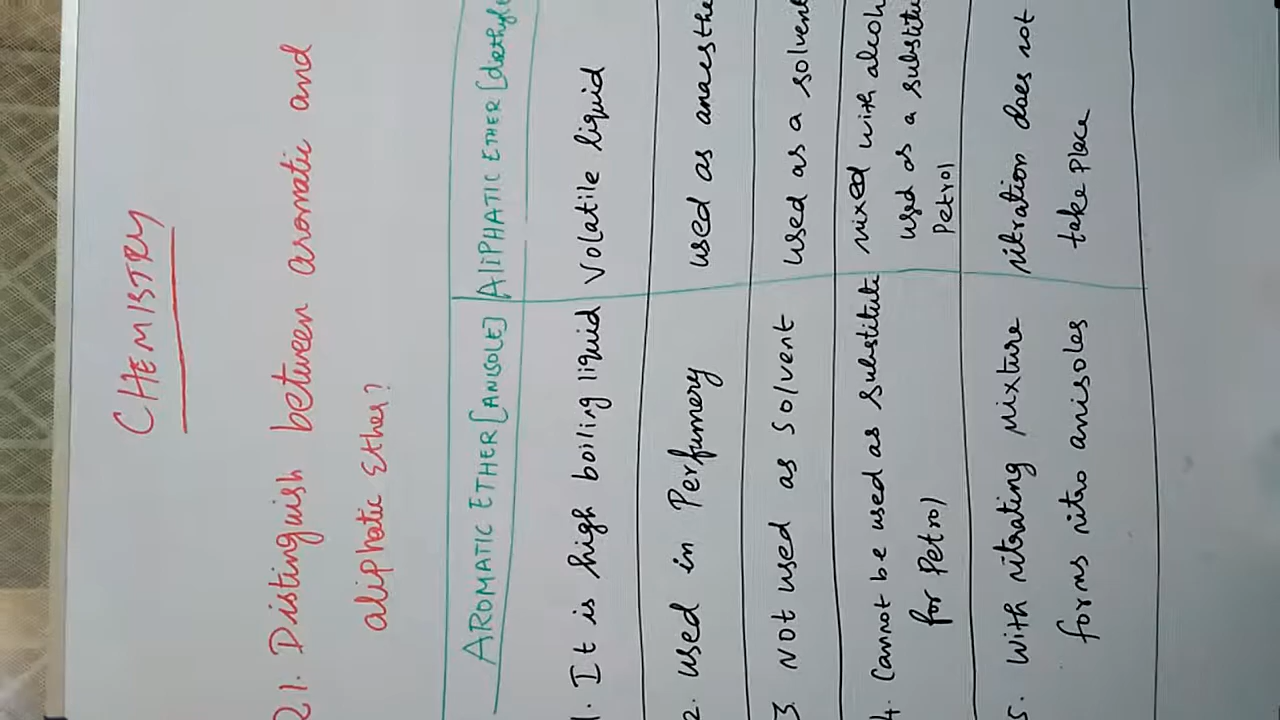 CHEMISTRY
21. Distinguish between aromatic and
aliphatic Ether?
AROMATIC ETHER [ANISOLE]
ALIPHATIC ETHER
1. It is high boiling liquid
Volatile liquid
2. used in Perfumery
used as
3. NOT used as solvent
used as a solvent
4. Cannot be used as substitute
for Petrol
mixed with
used as a
Petrol
5. With nitrating mixture
forms nitro anisoles
nitration does not
take Place